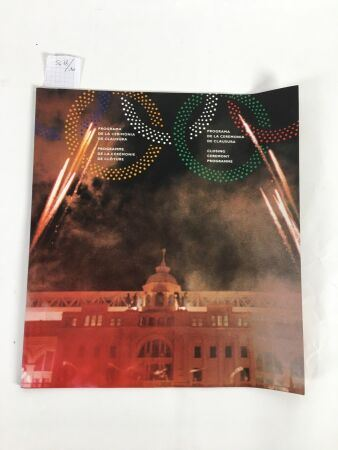 PROGRAMA
DE LA CERIMÒNIA
DE CLAUSURA
PROGRAMME
DE LA CEREMONIE
DE CLÔTURE
PROGRAMA
DE LA CEREMONIA
DE CLAUSURA
CLOSING
CEREMONY
PROGRAMME